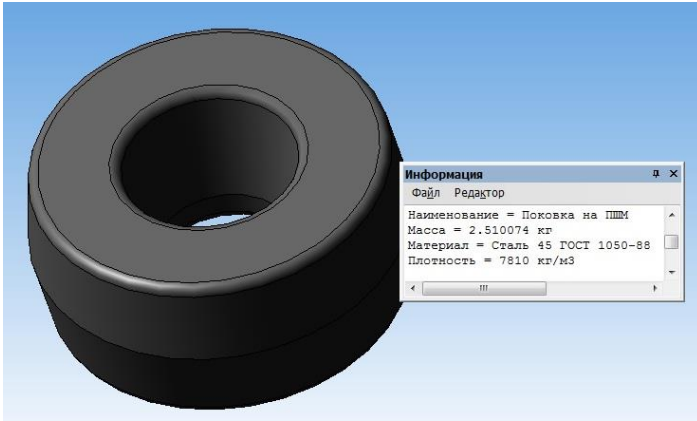 Информация
Файл Редактор
Наименование = Поковка на ПШМ
Масса = 2.510074 кг
Материал = Сталь 45 ГОСТ 1050-88
Плотность = 7810 кг/м3